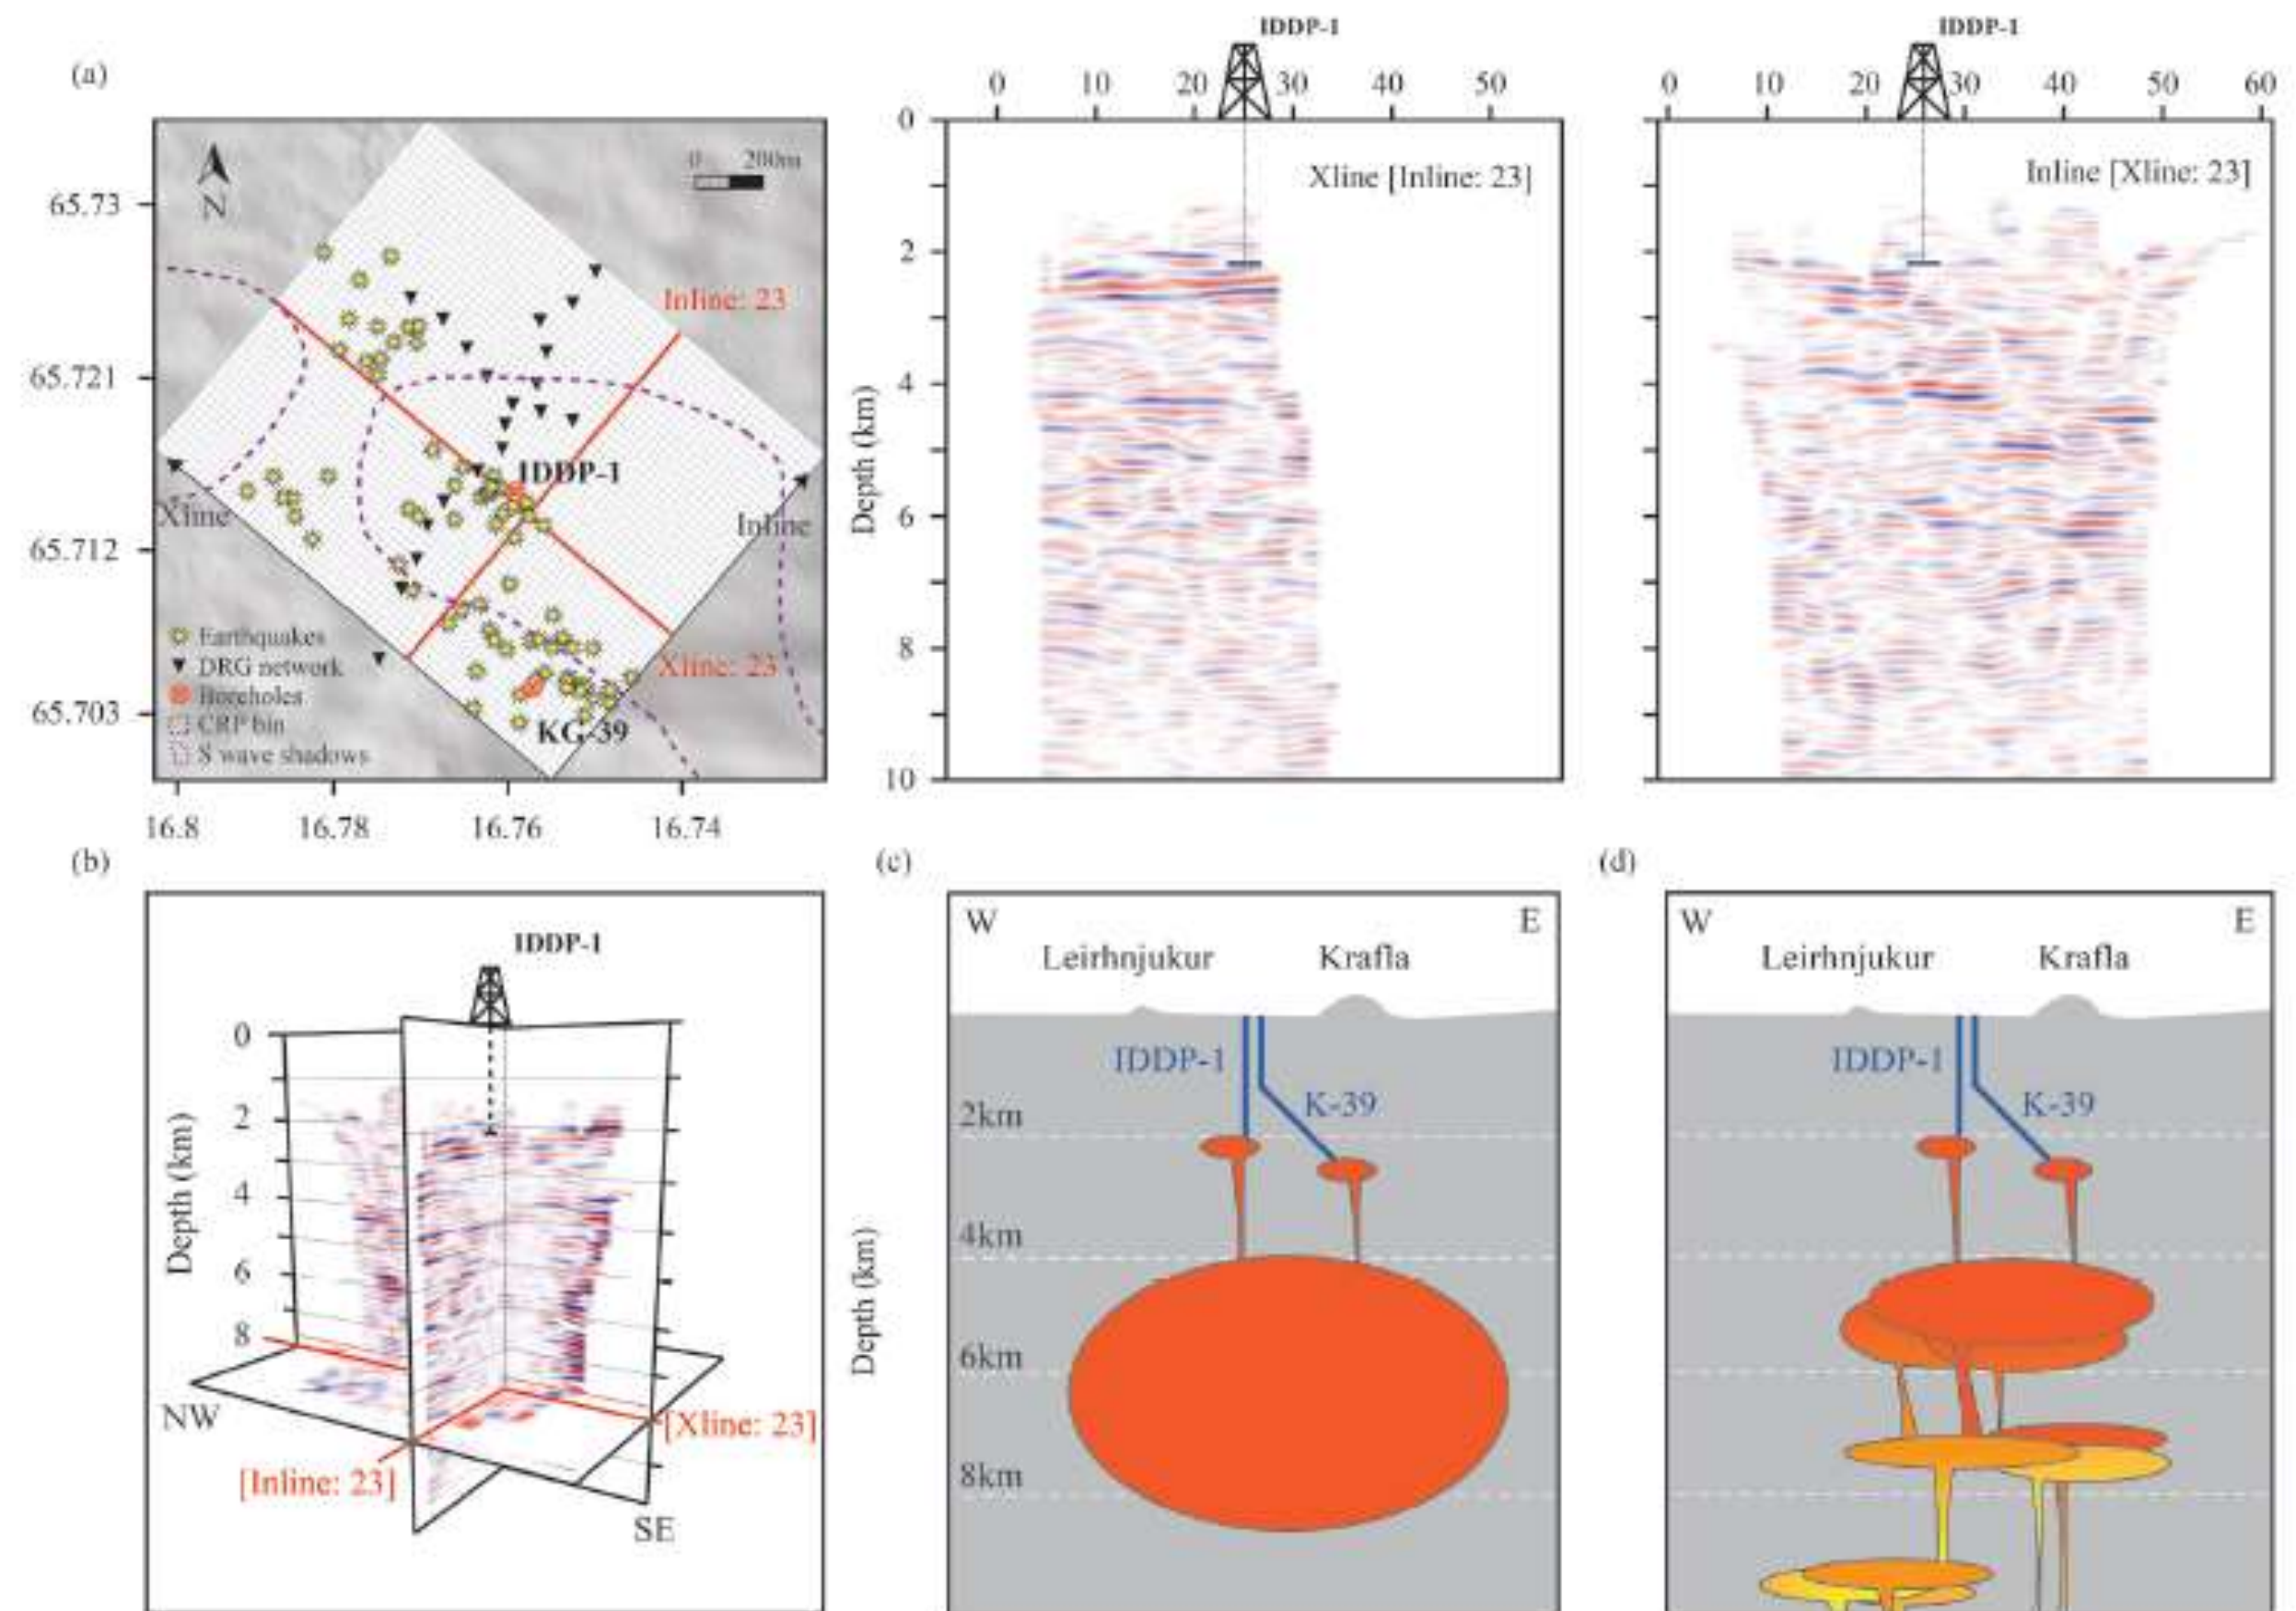 (a)
N
0 200m
65.73
65.721
65.712
65.703
16.8 16.78 16.76 16.74
Inline: 23
IDDP-1
Xline
Inline
Xline: 23
KG-39
Earthquakes
DRG network
Boreholes
CRP bin
S wave shadows
IDDP-1
0 10 20 30 40 50
Xline [Inline: 23]
Depth (km)
0
2
4
6
8
10
IDDP-1
0 10 20 30 40 50 60
Inline [Xline: 23]
(b)
IDDP-1
Depth (km)
0
2
4
6
8
NW
SE
[Xline: 23]
[Inline: 23]
(c)
W E
Leirhnjukur Krafla
IDDP-1
K-39
Depth (km)
2km
4km
6km
8km
(d)
W E
Leirhnjukur Krafla
IDDP-1
K-39